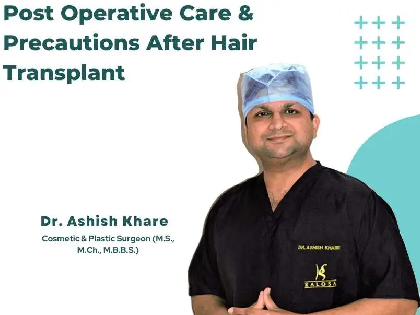 Post Operative Care &
Precautions After Hair
Transplant
Dr. Ashish Khare
Cosmetic & Plastic Surgeon (M.S.,
M.Ch., M.B.B.S.)
DR. ASHISH KHARE
KALOSA